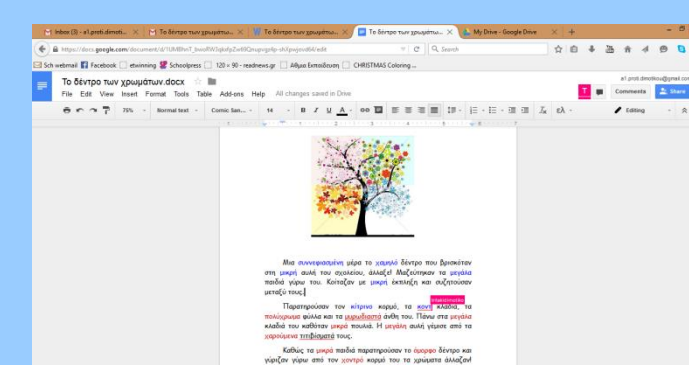 Inbox (3) - a1.proti.dimoti... × Το δέντρο των χρωμάτω... × Το δέντρο των χρωμάτω... × Το δέντρο των χρωμάτω... × My Drive - Google Drive × +
Search
Sch webmail Facebook etwinning Schoolpress 120 × 90 - readnews.gr CHRISTMAS Coloring ...
Το δέντρο των χρωμάτων.docx
File Edit View Insert Format Tools Table Add-ons Help All changes saved in Drive
T Comments Share
75% Normal text Comic San... 14 B I U A ελ Editing
Μια συννεφιασμένη μέρα το χαμηλό δέντρο που βρισκόταν
στη μικρή αυλή του σχολείου, άλλαξε! Μαζεύτηκαν τα μεγάλα
παιδιά γύρω του. Κοίταζαν με μικρή έκπληξη και συζητούσαν
μεταξύ τους.
Παρατηρούσαν τον κίτρινο κορμό, τα κοντ κλαδιά, τα
πολύχρωμα φύλλα και τα μυρωδιαστά άνθη του. Πάνω στα μεγάλα
κλαδιά του καθόταν μικρά πουλιά. Η μεγάλη αυλή γέμισε από τα
χαρούμενα τιτιβίσματά τους.
Καθώς τα μικρά παιδιά παρατηρούσαν το όμορφο δέντρο και
γύριζαν γύρω από τον χοντρό κορμό του τα χρώματα άλλαζαν!